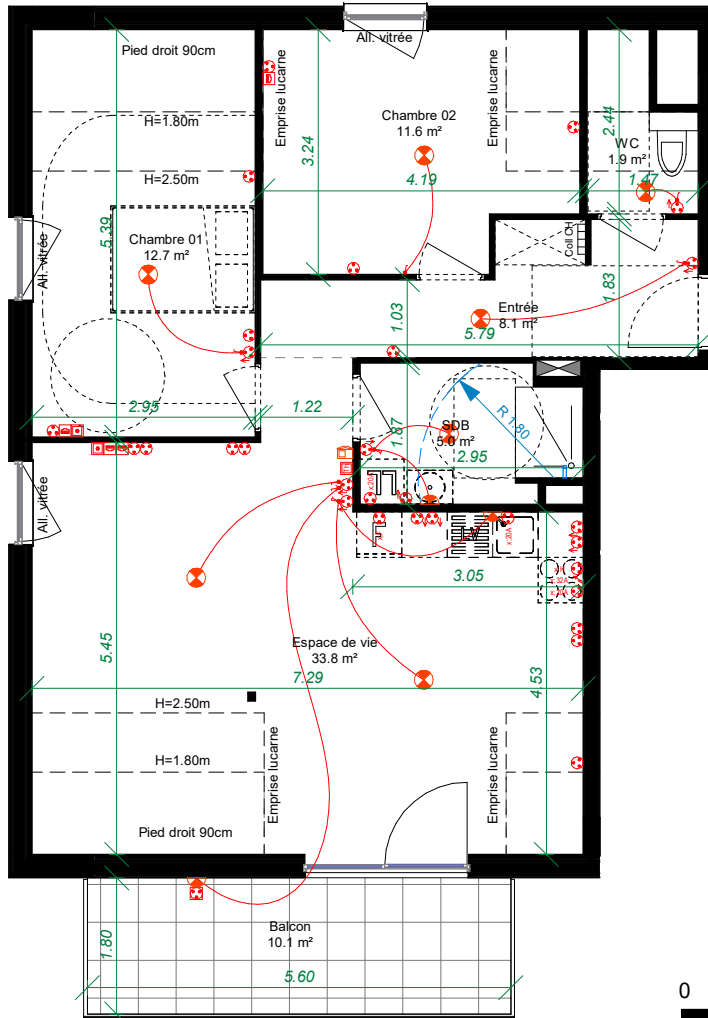 All. vitrée
Pied droit 90cm
Emprise lucarne
Emprise lucarne
Chambre 02
11.6 m²
3.24
4.19
2.44
WC
1.9 m²
1.47
H=1.80m
H=2.50m
5.39
All. vitrée
Chambre 01
12.7 m²
2.95
Coll CH
1.83
Entrée
8.1 m²
5.79
1.03
1.22
1.87
SDB
5.0 m²
2.95
R 1.80
All. vitrée
x.20A
x.20A
x.32A
3.05
Espace de vie
33.8 m²
7.29
5.45
4.53
H=2.50m
H=1.80m
Emprise lucarne
Emprise lucarne
Pied droit 90cm
Balcon
10.1 m²
1.80
5.60
0